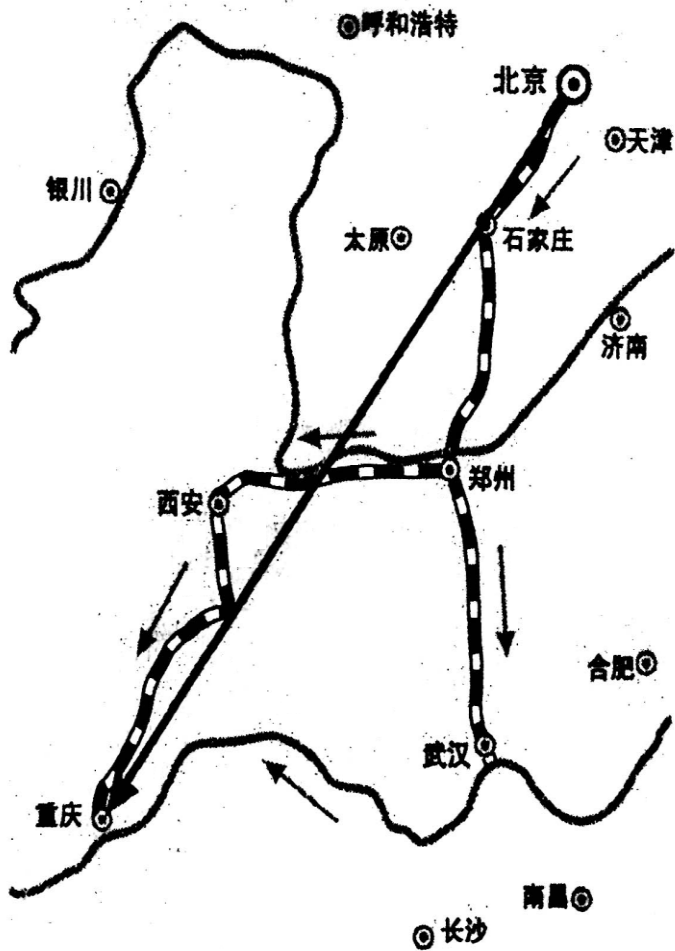 呼和浩特
北京
天津
银川
太原
石家庄
济南
西安
郑州
合肥
武汉
重庆
南昌
长沙